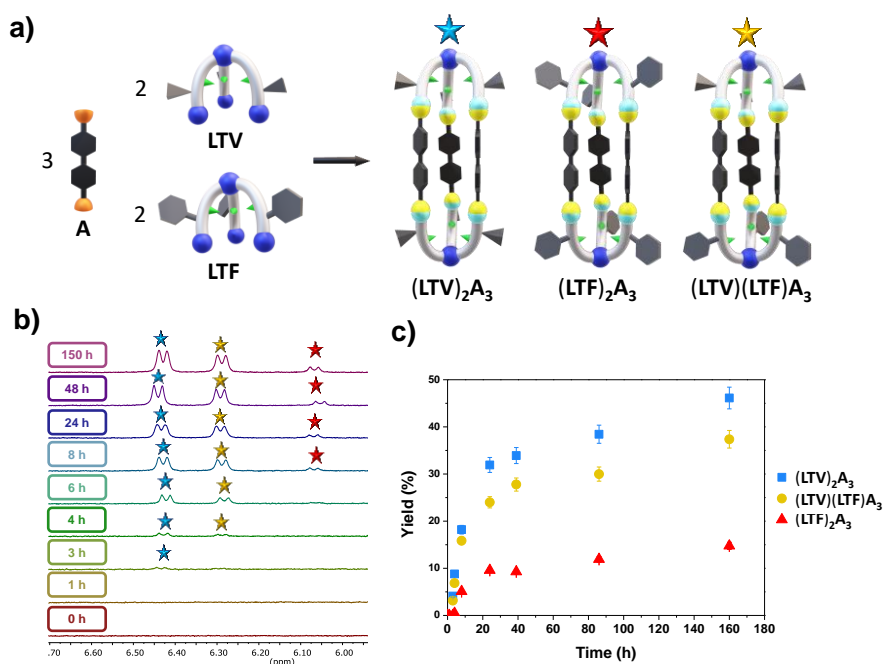 a)
2
LTV
3
A
2
LTF
(LTV)₂A₃
(LTF)₂A₃
(LTV)(LTF)A₃
b)
150 h
48 h
24 h
8 h
6 h
4 h
3 h
1 h
0 h
.70 6.60 6.50 6.40 6.30 6.20 6.10 6.00
(ppm)
c)
Yield (%)
50
40
30
20
10
0
0 20 40 60 80 100 120 140 160 180
Time (h)
(LTV)₂A₃
(LTV)(LTF)A₃
(LTF)₂A₃